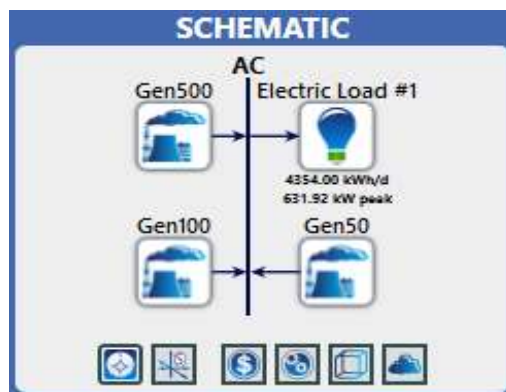 SCHEMATIC
AC
Gen500
Electric Load #1
4354.00 kWh/d
631.92 kW peak
Gen100
Gen50